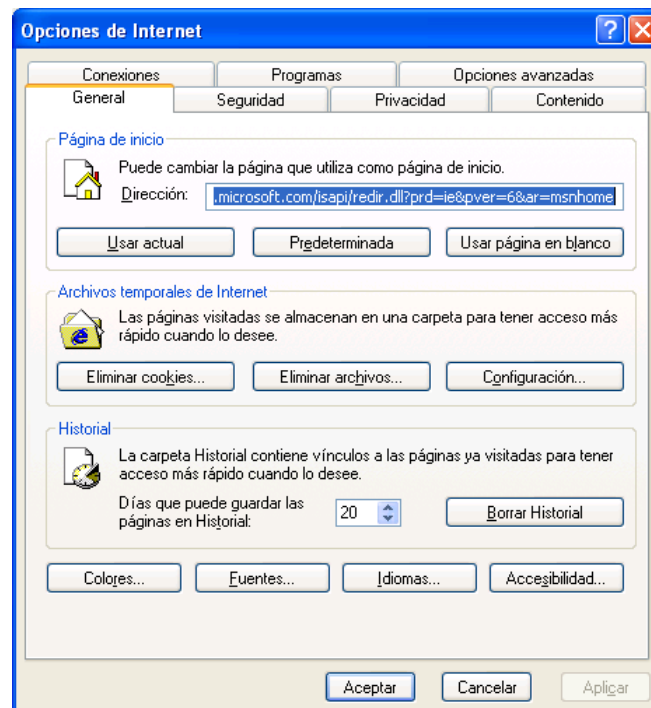 Opciones de Internet
Conexiones Programas Opciones avanzadas
General Seguridad Privacidad Contenido
Página de inicio
Puede cambiar la página que utiliza como página de inicio.
Dirección: .microsoft.com/isapi/redir.dll?prd=ie&pver=6&ar=msnhome
Usar actual Predeterminada Usar página en blanco
Archivos temporales de Internet
Las páginas visitadas se almacenan en una carpeta para tener acceso más
rápido cuando lo desee.
Eliminar cookies... Eliminar archivos... Configuración...
Historial
La carpeta Historial contiene vínculos a las páginas ya visitadas para tener
acceso más rápido cuando lo desee.
Días que puede guardar las
páginas en Historial: 20 Borrar Historial
Colores... Fuentes... Idiomas... Accesibilidad...
Aceptar Cancelar Aplicar